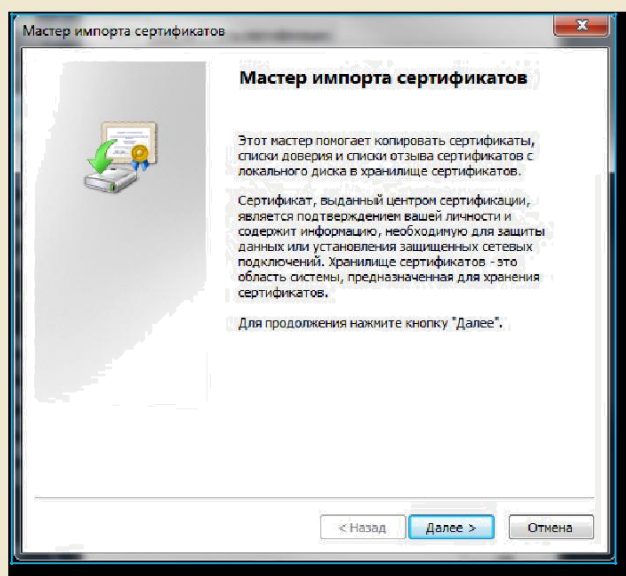 Мастер импорта сертификатов
Мастер импорта сертификатов
Этот мастер помогает копировать сертификаты,
списки доверия и списки отзыва сертификатов с
локального диска в хранилище сертификатов.
Сертификат, выданный центром сертификации,
является подтверждением вашей личности и
содержит информацию, необходимую для защиты
данных или установления защищенных сетевых
подключений. Хранилище сертификатов - это
область системы, предназначенная для хранения
сертификатов.
Для продолжения нажмите кнопку "Далее".
< Назад
Далее >
Отмена